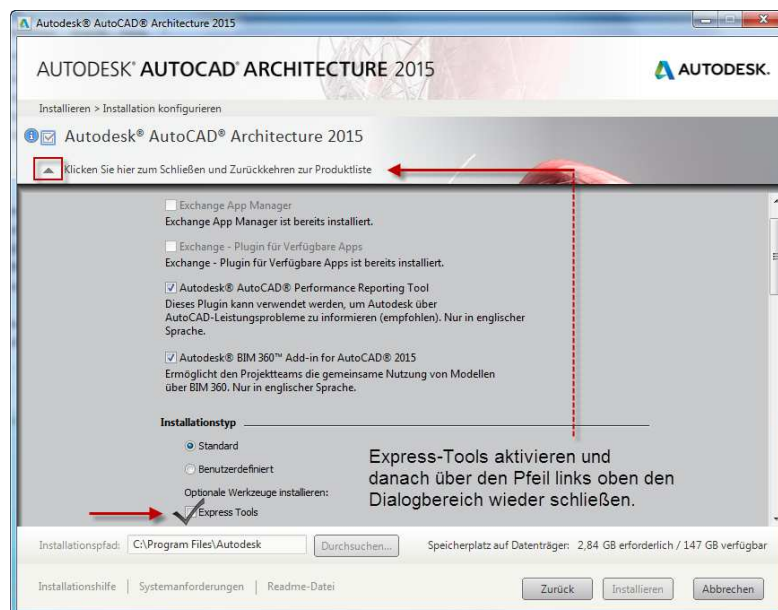 Autodesk® AutoCAD® Architecture 2015
AUTODESK® AUTOCAD® ARCHITECTURE 2015
AUTODESK.
Installieren > Installation konfigurieren
Autodesk® AutoCAD® Architecture 2015
Klicken Sie hier zum Schließen und Zurückkehren zur Produktliste
Exchange App Manager
Exchange App Manager ist bereits installiert.
Exchange - Plugin für Verfügbare Apps
Exchange - Plugin für Verfügbare Apps ist bereits installiert.
Autodesk® AutoCAD® Performance Reporting Tool
Dieses Plugin kann verwendet werden, um Autodesk über
AutoCAD-Leistungsprobleme zu informieren (empfohlen). Nur in englischer
Sprache.
Autodesk® BIM 360™ Add-in for AutoCAD® 2015
Ermöglicht den Projektteams die gemeinsame Nutzung von Modellen
über BIM 360. Nur in englischer Sprache.
Installationstyp
Standard
Benutzerdefiniert
Optionale Werkzeuge installieren:
Express Tools
Express-Tools aktivieren und
danach über den Pfeil links oben den
Dialogbereich wieder schließen.
Installationspfad: C:\Program Files\Autodesk Durchsuchen... Speicherplatz auf Datenträger: 2,84 GB erforderlich / 147 GB verfügbar
Installationshilfe | Systemanforderungen | Readme-Datei Zurück Installieren Abbrechen